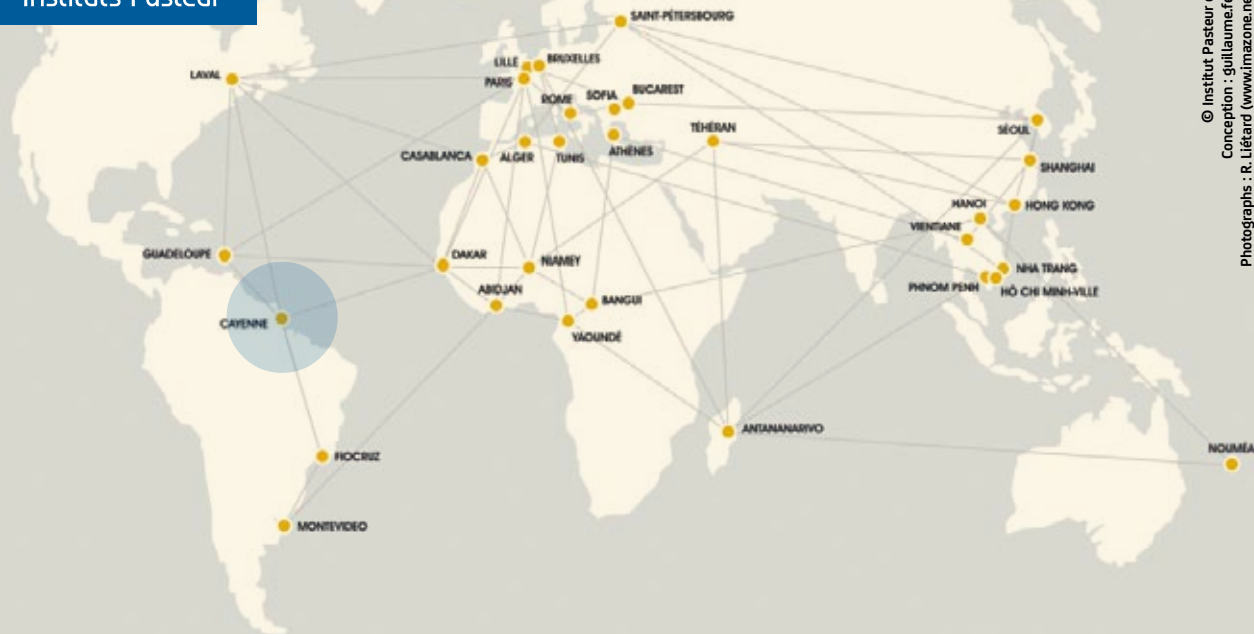 Instituts Pasteur
SAINT-PÉTERSBOURG
LAVAL
LILLE
BRUXELLES
PARIS
ROME
SOFIA
BUCAREST
TÉHÉRAN
SÉOUL
CASABLANCA
ALGER
TUNIS
ATHÈNES
SHANGHAI
HANOI
HONG KONG
VIENTIANE
GUADELOUPE
DAKAR
NIAMEY
NHA TRANG
PHNOM PENH
HÔ CHI MINH-VILLE
ABIDJAN
BANGUI
CAYENNE
YAOUNDÉ
ANTANANARIVO
NOUMÉA
FIOCRUZ
MONTEVIDEO
© Institut Pasteur
Conception : guillaume.fe
Photographs : R. Liétard (www.imazone.ne